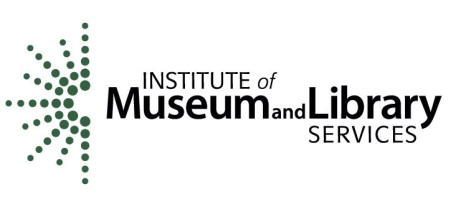 INSTITUTE of
Museum and Library
SERVICES